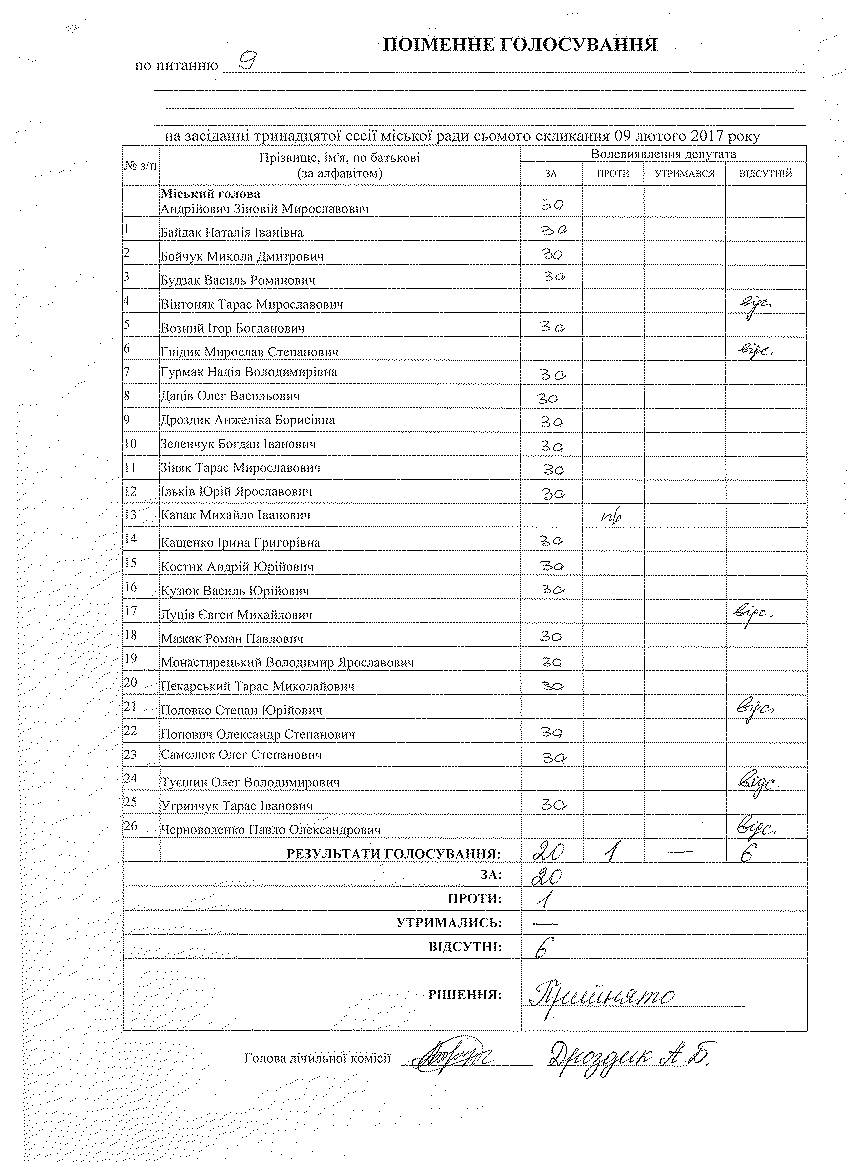 ПОІМЕННЕ ГОЛОСУВАННЯ
по питанню 9
на засіданні тринадцятої сесії міської ради сьомого скликання 09 лютого 2017 року
№ з/п Прізвище, ім'я, по батькові (за алфавітом) Волевиявлення депутата
ЗА ПРОТИ УТРИМАВСЯ ВІДСУТНІЙ
Міський голова
Андрійович Зіновій Мирославович за
1 Байдак Наталія Іванівна за
2 Бойчук Микола Дмитрович за
3 Будзак Василь Романович за
4 Вінтоняк Тарас Мирославович відс.
5 Возний Ігор Богданович за
6 Гнідик Мирослав Степанович відс.
7 Гурмак Надія Володимирівна за
8 Даців Олег Васильович за
9 Дроздик Анжеліка Борисівна за
10 Зеленчук Богдан Іванович за
11 Зіняк Тарас Мирославович за
12 Ільків Юрій Ярославович за
13 Капак Михайло Іванович пр
14 Кащенко Ірина Григорівна за
15 Костик Андрій Юрійович за
16 Кузюк Василь Юрійович за
17 Луців Євген Михайлович відс.
18 Мажак Роман Павлович за
19 Монастирецький Володимир Ярославович за
20 Пекарський Тарас Миколайович за
21 Половко Степан Юрійович відс.
22 Попович Олександр Степанович за
23 Самолюк Олег Степанович за
24 Туєшин Олег Володимирович відс
25 Угринчук Тарас Іванович за
26 Черноволенко Павло Олександрович відс.
РЕЗУЛЬТАТИ ГОЛОСУВАННЯ: 20 1 — 6
ЗА: 20
ПРОТИ: 1
УТРИМАЛИСЬ: —
ВІДСУТНІ: 6
РІШЕННЯ: Прийнято
Голова лічильної комісії Дроздик А Б.